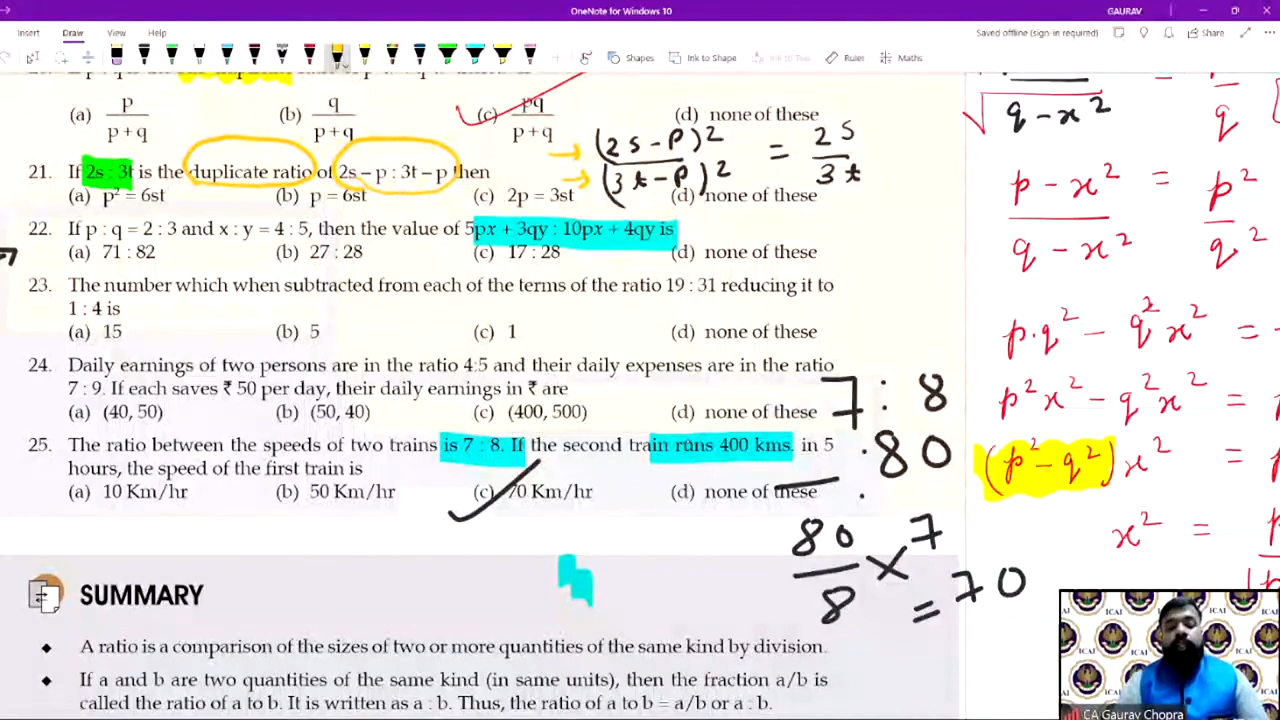 OneNote for Windows 10
GAURAV
Insert Draw View Help
Saved offline (sign in required)
Share
Shapes
Ink to Shape
Ink to Text
Ruler
Maths
(a) p / p + q (b) q / p + q (c) pq / p + q (d) none of these
21. If 2s : 3t is the duplicate ratio of 2s – p : 3t – p then
(a) p² = 6st (b) p = 6st (c) 2p = 3st (d) none of these
(2s - p)² / (3t - p)² = 2s / 3t
22. If p : q = 2 : 3 and x : y = 4 : 5, then the value of 5px + 3qy : 10px + 4qy is
(a) 71 : 82 (b) 27 : 28 (c) 17 : 28 (d) none of these
23. The number which when subtracted from each of the terms of the ratio 19 : 31 reducing it to
1 : 4 is
(a) 15 (b) 5 (c) 1 (d) none of these
24. Daily earnings of two persons are in the ratio 4:5 and their daily expenses are in the ratio
7 : 9. If each saves ₹ 50 per day, their daily earnings in ₹ are
(a) (40, 50) (b) (50, 40) (c) (400, 500) (d) none of these
25. The ratio between the speeds of two trains is 7 : 8. If the second train runs 400 kms. in 5
hours, the speed of the first train is
(a) 10 Km/hr (b) 50 Km/hr (c) 70 Km/hr (d) none of these
7 : 8
: 80
80 / 8 × 7
= 70
q - x²
q
p - x² / q - x² = p² / q²
p·q² - q²x² =
p²x² - q²x² =
(p² - q²) x² =
x² =
SUMMARY
A ratio is a comparison of the sizes of two or more quantities of the same kind by division.
If a and b are two quantities of the same kind (in same units), then the fraction a/b is
called the ratio of a to b. It is written as a : b. Thus, the ratio of a to b = a/b or a : b.
ICAI
CA Gaurav Chopra